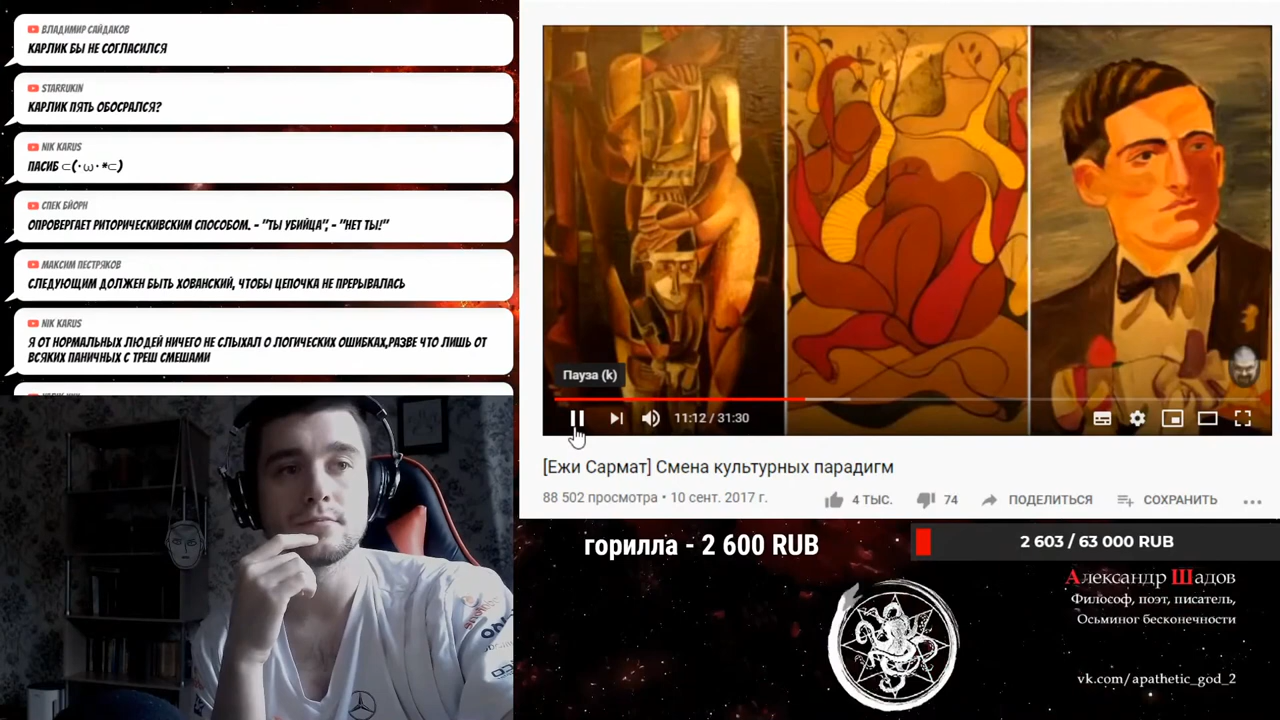 ВЛАДИМИР САЙДАКОВ
КАРЛИК БЫ НЕ СОГЛАСИЛСЯ
STARRUKIN
КАРЛИК ПЯТЬ ОБОСРАЛСЯ?
NIK KARUS
ПАСИБ ⊂(･ω･*⊂)
СПЕК БЙОРН
ОПРОВЕРГАЕТ РИТОРИЧЕСКИВСКИМ СПОСОБОМ. - "ТЫ УБИЙЦА", - "НЕТ ТЫ!"
МАКСИМ ПЕСТРЯКОВ
СЛЕДУЮЩИМ ДОЛЖЕН БЫТЬ ХОВАНСКИЙ, ЧТОБЫ ЦЕПОЧКА НЕ ПРЕРЫВАЛАСЬ
NIK KARUS
Я ОТ НОРМАЛЬНЫХ ЛЮДЕЙ НИЧЕГО НЕ СЛЫХАЛ О ЛОГИЧЕСКИХ ОШИБКАХ,РАЗВЕ ЧТО ЛИШЬ ОТ
ВСЯКИХ ПАНИЧНЫХ С ТРЕШ СМЕШАМИ
Пауза (k)
11:12 / 31:30
[Ежи Сармат] Смена культурных парадигм
88 502 просмотра • 10 сент. 2017 г.
4 ТЫС.
74
ПОДЕЛИТЬСЯ
СОХРАНИТЬ
горилла - 2 600 RUB
2 603 / 63 000 RUB
Александр Шадов
Философ, поэт, писатель,
Осьминог бесконечности
vk.com/apathetic_god_2